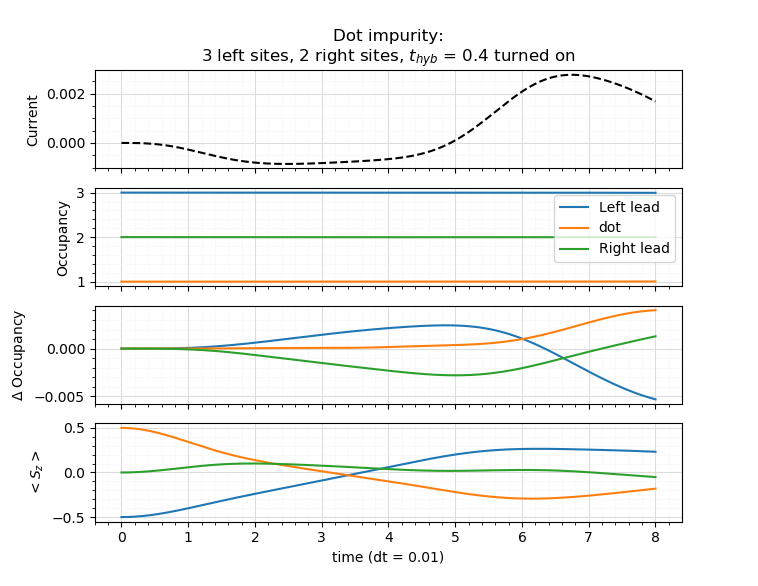 Dot impurity:
3 left sites, 2 right sites, t_hyb = 0.4 turned on
0.002
0.000
Current
3
2
1
Occupancy
Left lead
dot
Right lead
0.000
−0.005
Δ Occupancy
0.5
0.0
−0.5
< S_z >
0 1 2 3 4 5 6 7 8
time (dt = 0.01)